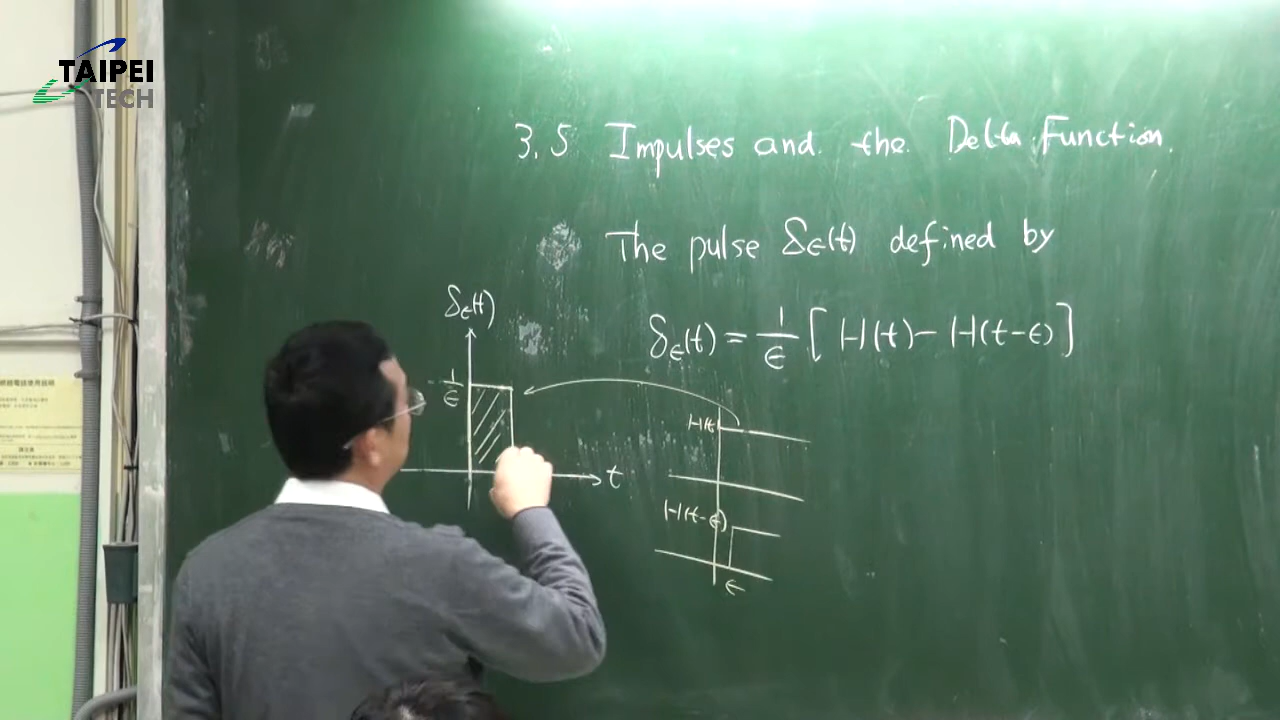 TAIPEI
TECH
3.5 Impulses and the Delta Function.
The pulse δϵ(t) defined by
δϵ(t) = 1/ϵ [H(t) - H(t-ϵ)]
δϵ(t)
1/ϵ
t
H(t)
H(t-ϵ)
ϵ